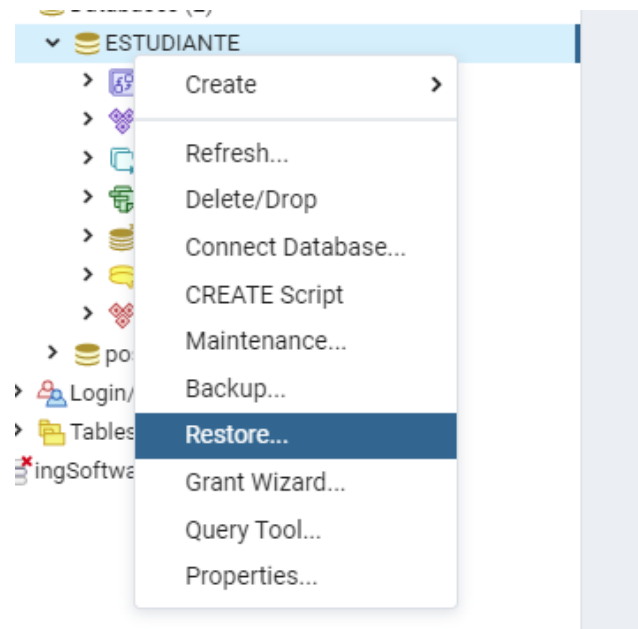 ESTUDIANTE
Create
Refresh...
Delete/Drop
Connect Database...
CREATE Script
Maintenance...
po
Backup...
Login/
Restore...
Tables
Grant Wizard...
ingSoftwa
Query Tool...
Properties...